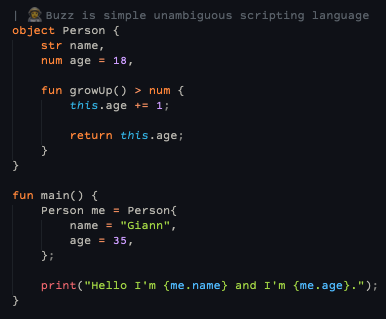 | 👨‍🚀 Buzz is simple unambiguous scripting language
object Person {
    str name,
    num age = 18,

    fun growUp() > num {
        this.age += 1;

        return this.age;
    }
}

fun main() {
    Person me = Person{
        name = "Giann",
        age = 35,
    };

    print("Hello I'm {me.name} and I'm {me.age}.");
}